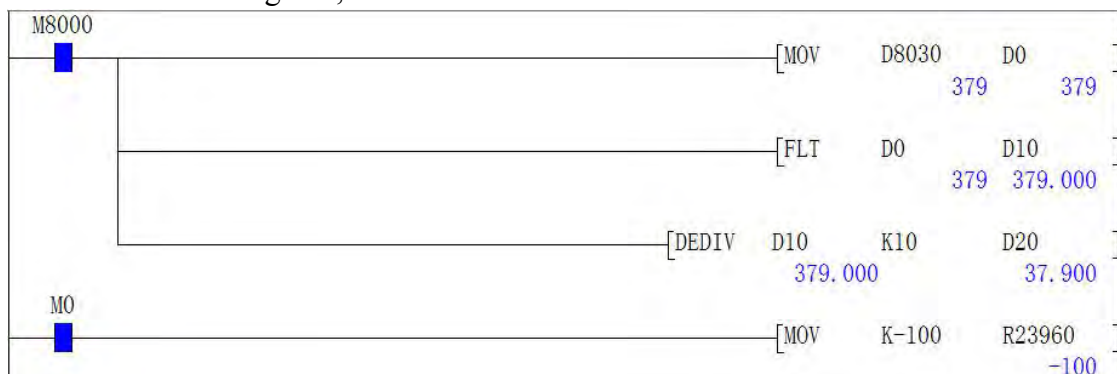 M8000
[MOV D8030 D0 ]
379 379
[FLT D0 D10 ]
379 379.000
[DEDIV D10 K10 D20 ]
379.000 37.900
M0
[MOV K-100 R23960 ]
-100